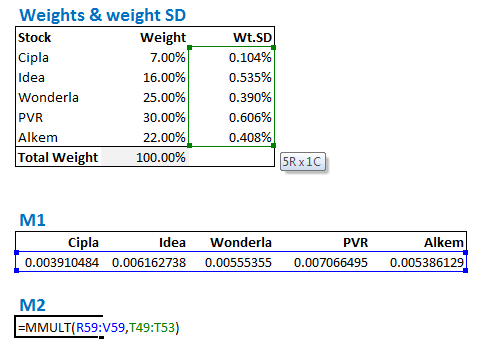 Weights & weight SD
Stock Weight Wt.SD
Cipla 7.00% 0.104%
Idea 16.00% 0.535%
Wonderla 25.00% 0.390%
PVR 30.00% 0.606%
Alkem 22.00% 0.408%
Total Weight 100.00%
5R x 1C
M1
Cipla Idea Wonderla PVR Alkem
0.003910484 0.006162738 0.00555355 0.007066495 0.005386129
M2
=MMULT(R59:V59,T49:T53)